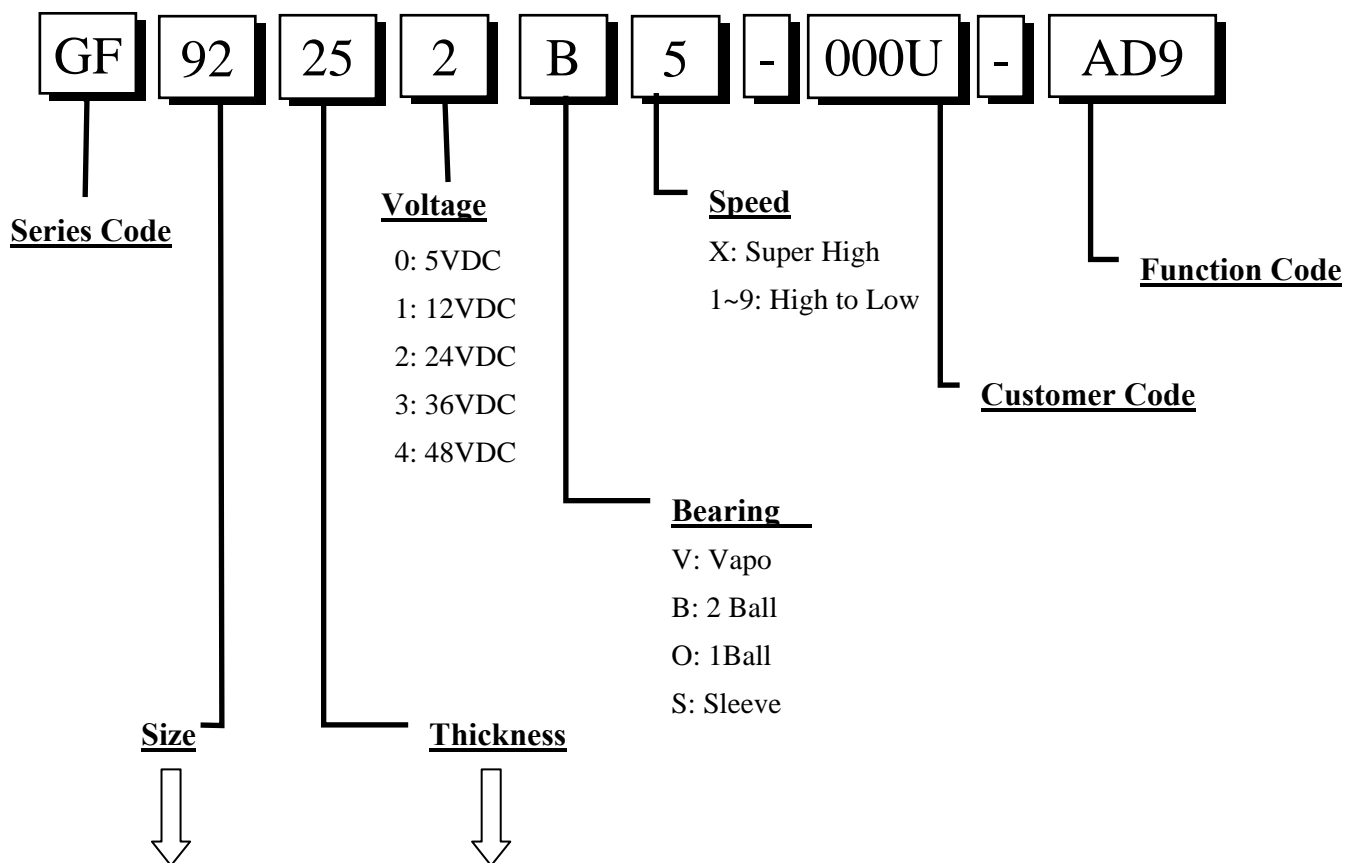 GF 92 25 2 B 5 - 000U - AD9
Series Code
Voltage
0: 5VDC
1: 12VDC
2: 24VDC
3: 36VDC
4: 48VDC
Speed
X: Super High
1~9: High to Low
Function Code
Customer Code
Bearing
V: Vapo
B: 2 Ball
O: 1Ball
S: Sleeve
Size
Thickness